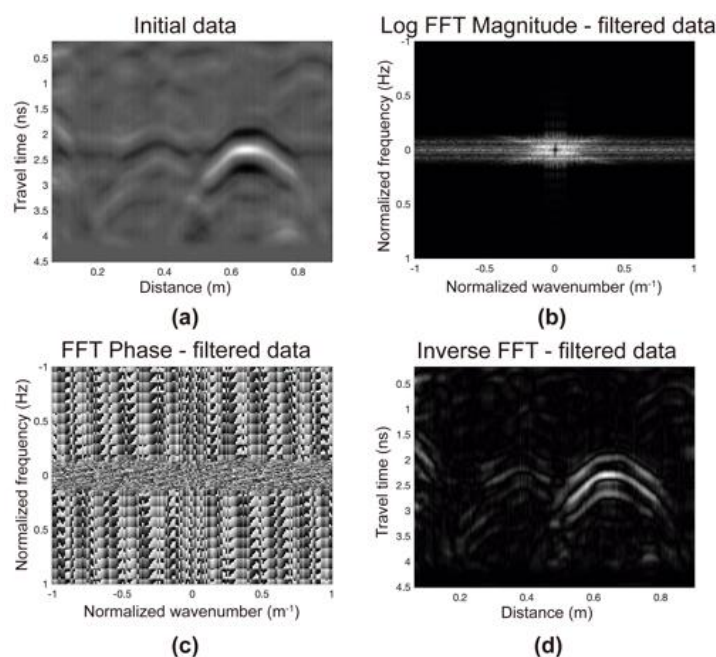 Initial data
0.5
1
1.5
2
2.5
3
3.5
4
4.5
Travel time (ns)
0.2
0.4
0.6
0.8
Distance (m)
(a)
Log FFT Magnitude - filtered data
-1
0.5
0
0.5
1
Normalized frequency (Hz)
-1
-0.5
0
0.5
1
Normalized wavenumber (m⁻¹)
(b)
FFT Phase - filtered data
-1
0.5
0
0.5
1
Normalized frequency (Hz)
-1
-0.5
0
0.5
1
Normalized wavenumber (m⁻¹)
(c)
Inverse FFT - filtered data
0.5
1
1.5
2
2.5
3
3.5
4
4.5
Travel time (ns)
0.2
0.4
0.6
0.8
Distance (m)
(d)